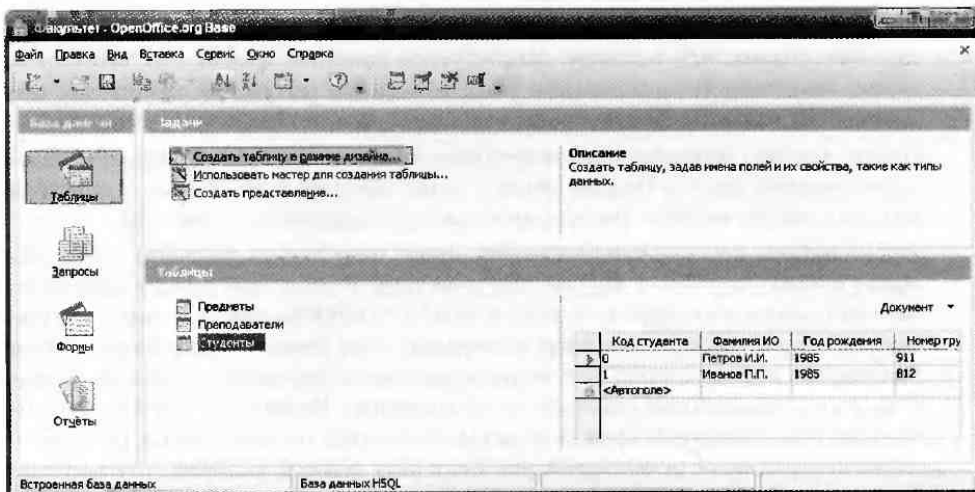 Факультет - OpenOffice.org Base
Файл Правка Вид Вставка Сервис Окно Справка
База данных
Задачи
Таблицы
Запросы
Формы
Отчёты
Создать таблицу в режиме дизайна...
Использовать мастер для создания таблицы...
Создать представление...
Описание
Создать таблицу, задав имена полей и их свойства, такие как типы
данных.
Таблицы
Предметы
Преподаватели
Студенты
Документ
Код студента Фамилия ИО Год рождения Номер гру
0 Петров И.И. 1985 911
1 Иванов П.П. 1985 812
<Автополе>
Встроенная база данных База данных HSQL